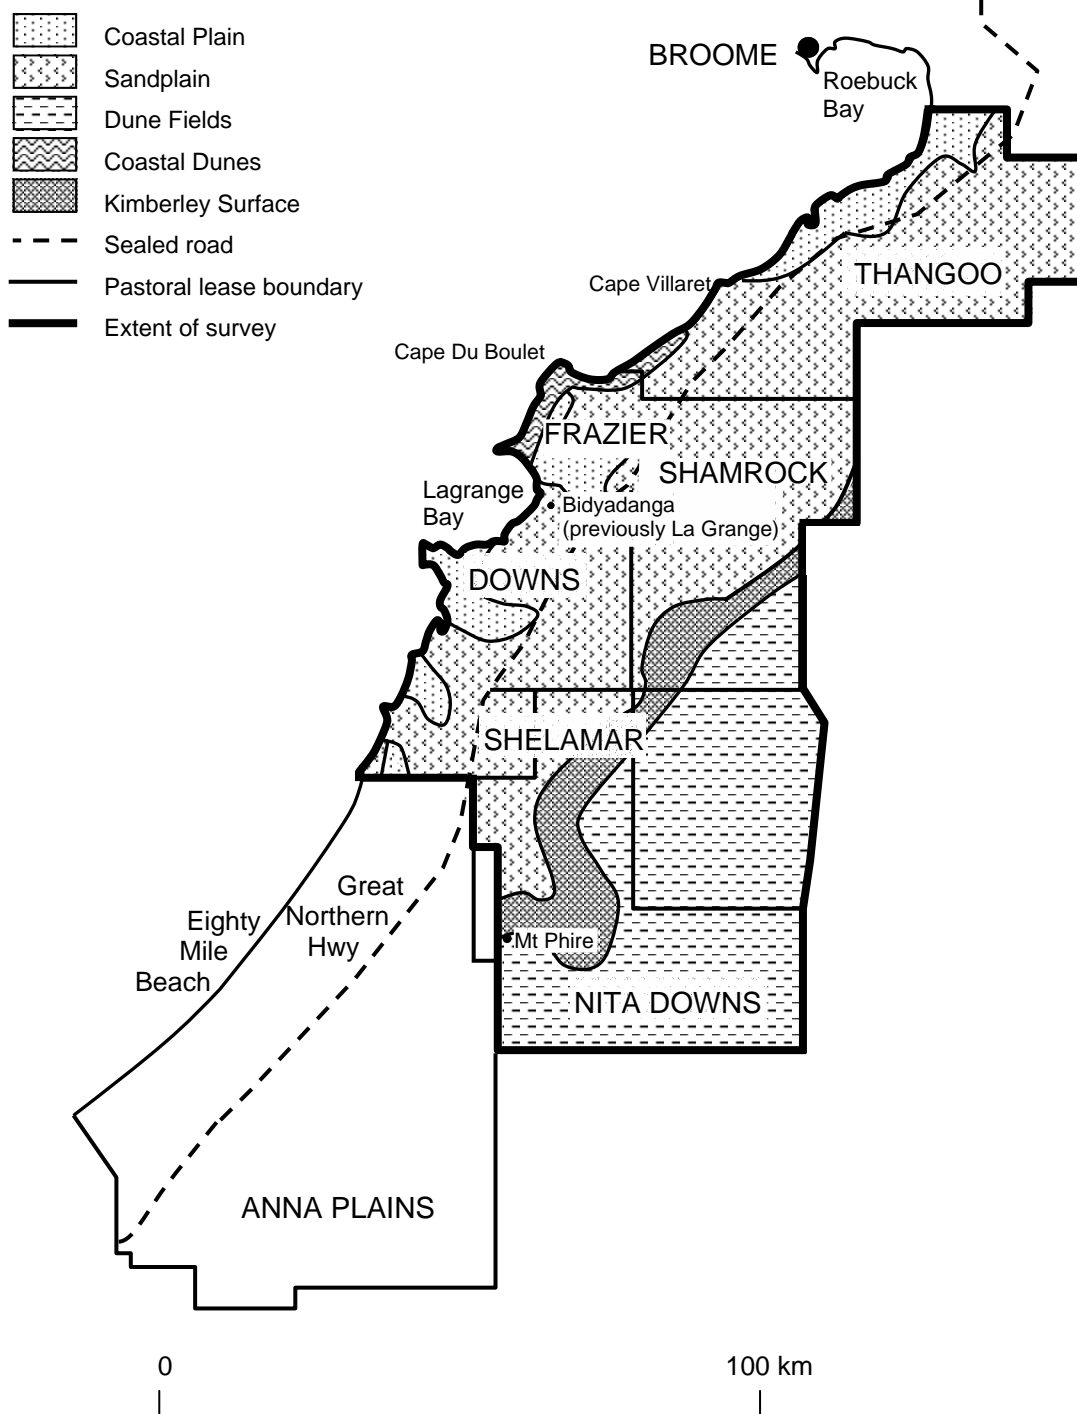 Coastal Plain
Sandplain
Dune Fields
Coastal Dunes
Kimberley Surface
Sealed road
Pastoral lease boundary
Extent of survey
BROOME
Roebuck
Bay
THANGOO
Cape Villaret
Cape Du Boulet
FRAZIER
SHAMROCK
Lagrange
Bay
Bidyadanga
(previously La Grange)
DOWNS
SHELAMAR
Great
Northern
Hwy
Eighty
Mile
Beach
Mt Phire
NITA DOWNS
ANNA PLAINS
0
100 km